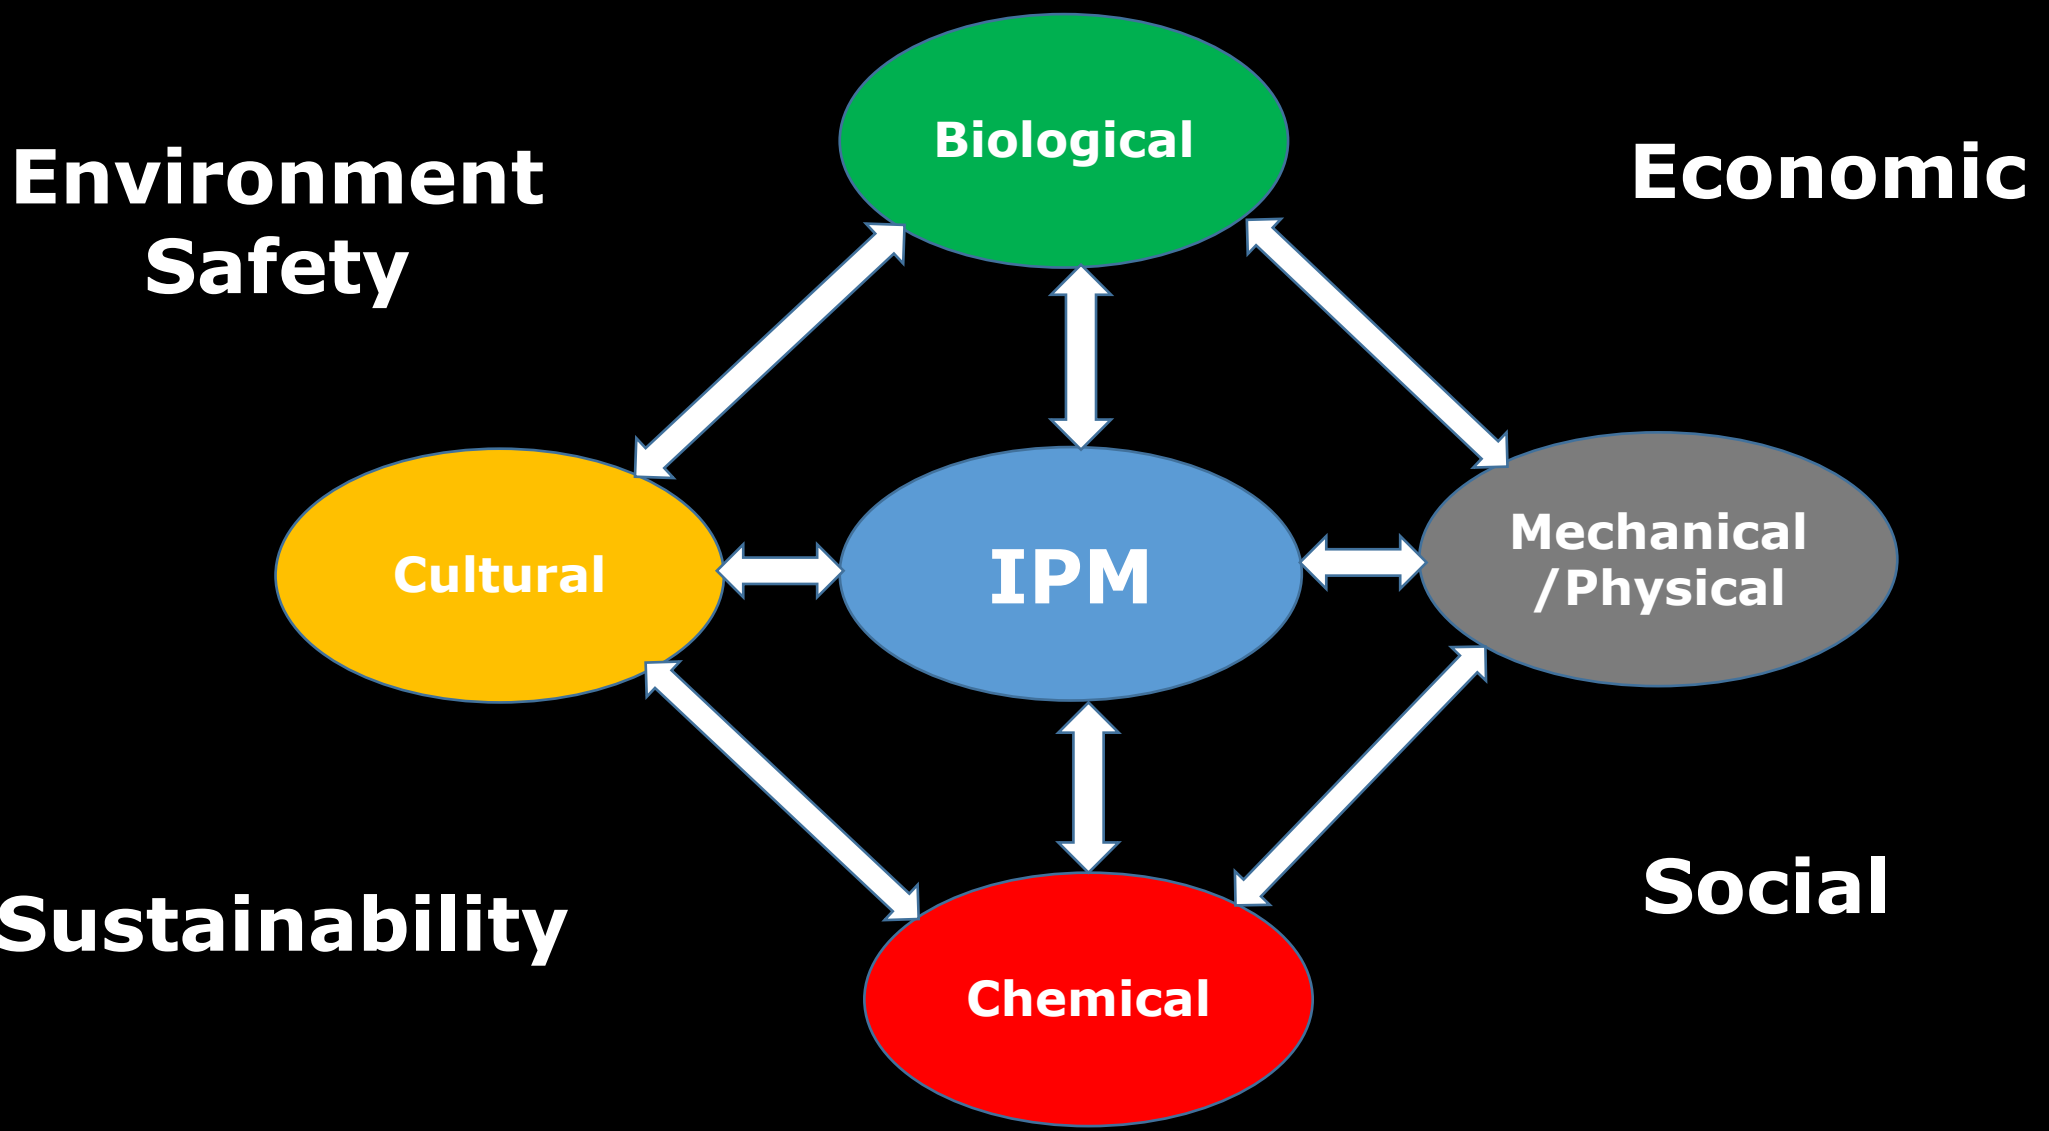 Biological
Environment
Safety
Economic
Cultural
IPM
Mechanical
/Physical
Sustainability
Social
Chemical